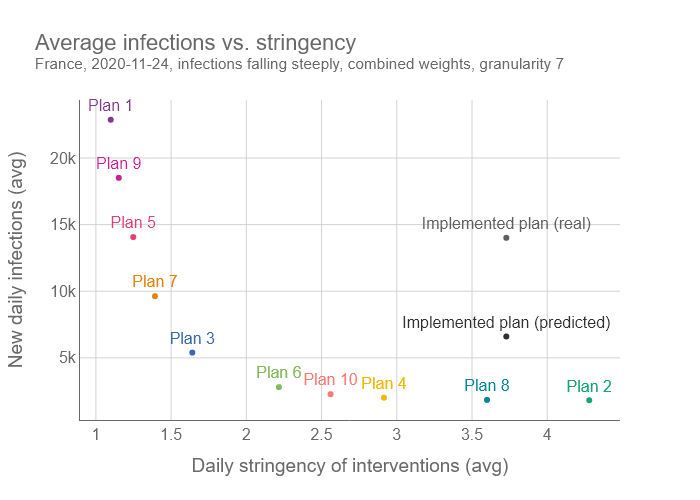 Average infections vs. stringency
France, 2020-11-24, infections falling steeply, combined weights, granularity 7
Plan 1
Plan 9
20k
Plan 5
15k
Implemented plan (real)
Plan 7
10k
Implemented plan (predicted)
Plan 3
5k
Plan 6
Plan 10
Plan 4
Plan 8
Plan 2
1
1.5
2
2.5
3
3.5
4
Daily stringency of interventions (avg)
New daily infections (avg)